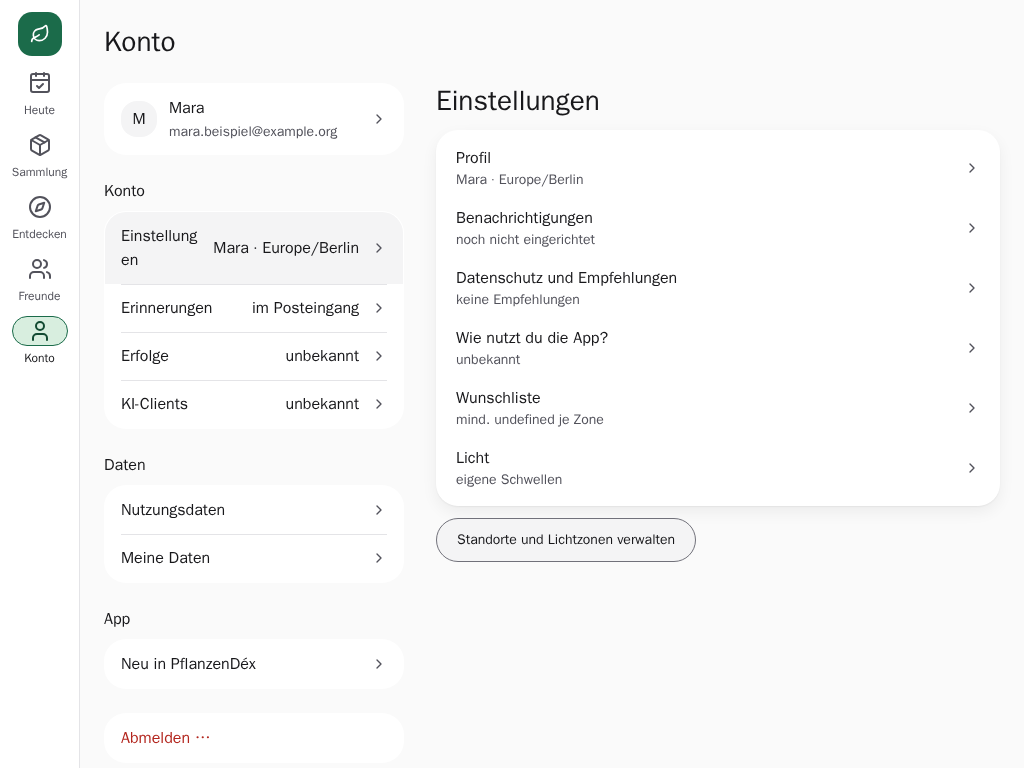 Konto
Heute
Sammlung
Entdecken
Freunde
Konto
M
Mara
mara.beispiel@example.org
Konto
Einstellung
en
Mara · Europe/Berlin
Erinnerungen
im Posteingang
Erfolge
unbekannt
KI-Clients
unbekannt
Daten
Nutzungsdaten
Meine Daten
App
Neu in PflanzenDéx
Abmelden ···
Einstellungen
Profil
Mara · Europe/Berlin
Benachrichtigungen
noch nicht eingerichtet
Datenschutz und Empfehlungen
keine Empfehlungen
Wie nutzt du die App?
unbekannt
Wunschliste
mind. undefined je Zone
Licht
eigene Schwellen
Standorte und Lichtzonen verwalten